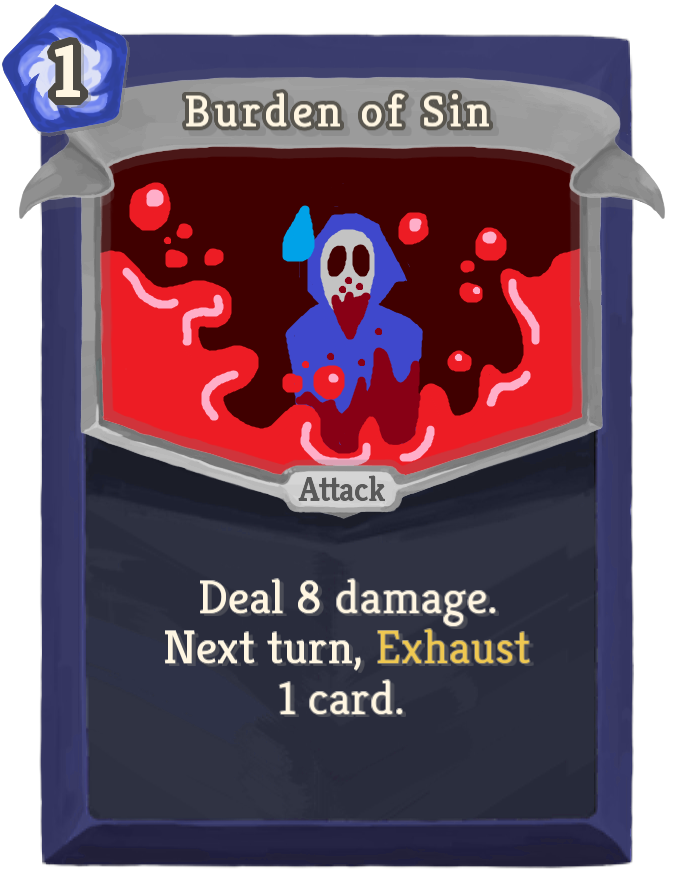 1
Burden of Sin
Attack
Deal 8 damage.
Next turn, Exhaust
1 card.